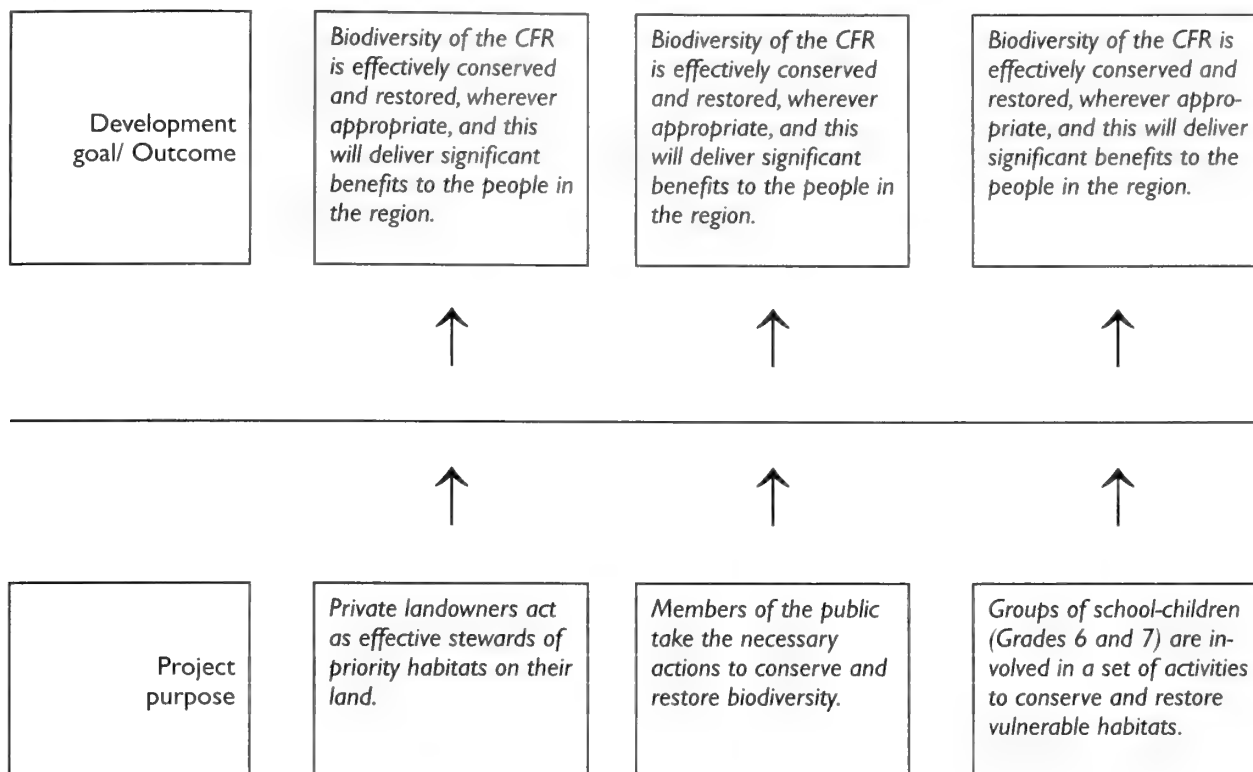 Development
goal/ Outcome
Biodiversity of the CFR
is effectively conserved
and restored, wherever
appropriate, and this
will deliver significant
benefits to the people in
the region.
Biodiversity of the CFR
is effectively conserved
and restored, wherever
appropriate, and this
will deliver significant
benefits to the people in
the region.
Biodiversity of the CFR is
effectively conserved and
restored, wherever appro-
priate, and this will deliver
significant benefits to the
people in the region.
Project
purpose
Private landowners act
as effective stewards of
priority habitats on their
land.
Members of the public
take the necessary
actions to conserve and
restore biodiversity.
Groups of school-children
(Grades 6 and 7) are in-
volved in a set of activities
to conserve and restore
vulnerable habitats.